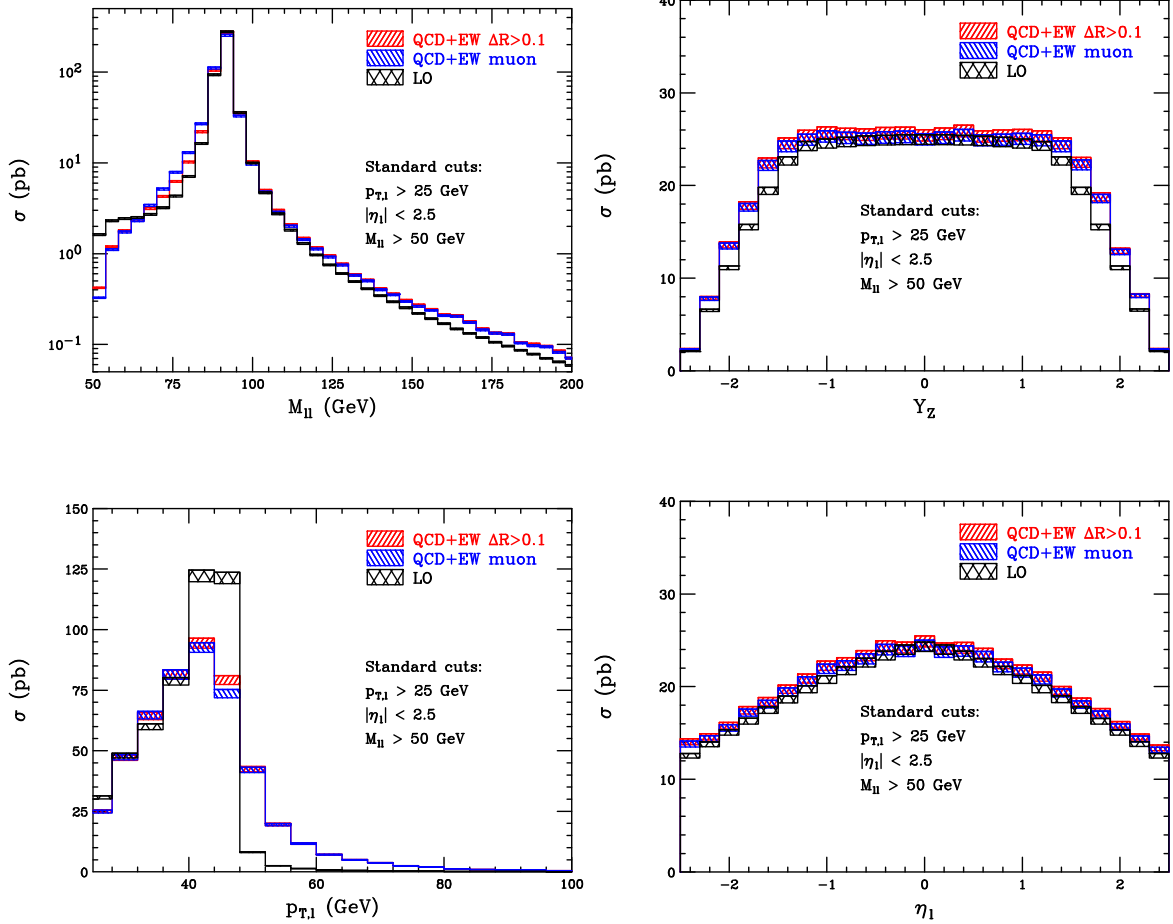 QCD+EW ΔR>0.1
QCD+EW muon
LO
Standard cuts:
p_T,l > 25 GeV
|η_l| < 2.5
M_ll > 50 GeV
σ (pb)
10²
10¹
10⁰
10⁻¹
50 75 100 125 150 175 200
M_ll (GeV)
QCD+EW ΔR>0.1
QCD+EW muon
LO
Standard cuts:
p_T,l > 25 GeV
|η_l| < 2.5
M_ll > 50 GeV
σ (pb)
40
30
20
10
0
−2 −1 0 1 2
Y_Z
QCD+EW ΔR>0.1
QCD+EW muon
LO
Standard cuts:
p_T,l > 25 GeV
|η_l| < 2.5
M_ll > 50 GeV
σ (pb)
150
125
100
75
50
25
0
40 60 80 100
p_T,l (GeV)
QCD+EW ΔR>0.1
QCD+EW muon
LO
Standard cuts:
p_T,l > 25 GeV
|η_l| < 2.5
M_ll > 50 GeV
σ (pb)
40
30
20
10
0
−2 −1 0 1 2
η_l